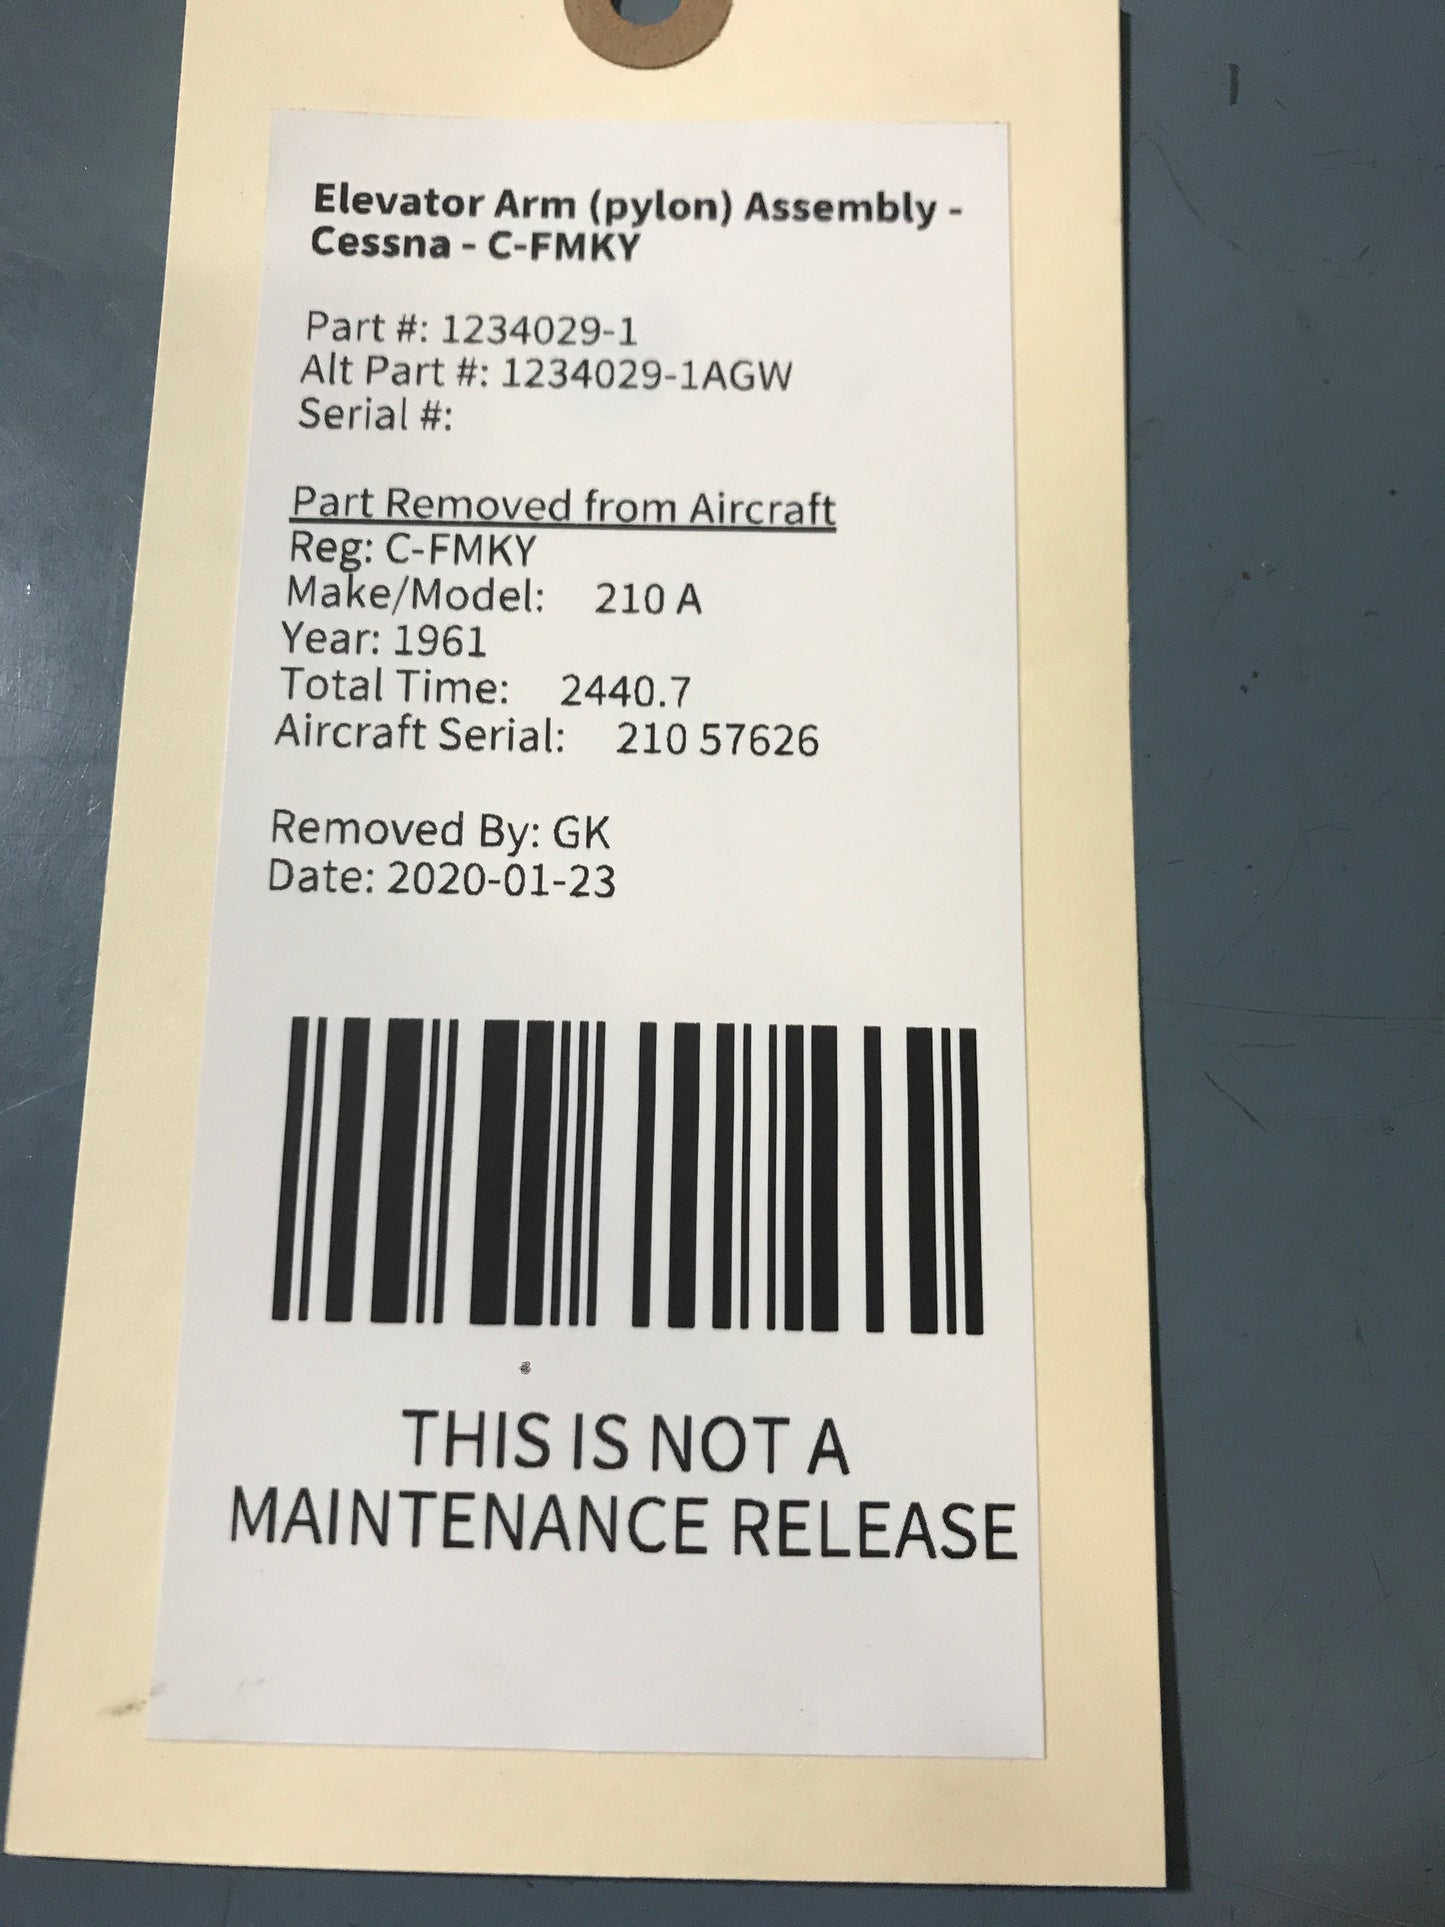 Elevator Arm (pylon) Assembly -
Cessna - C-FMKY
Part #: 1234029-1
Alt Part #: 1234029-1AGW
Serial #:
Part Removed from Aircraft
Reg: C-FMKY
Make/Model: 210 A
Year: 1961
Total Time: 2440.7
Aircraft Serial: 210 57626
Removed By: GK
Date: 2020-01-23
THIS IS NOT A
MAINTENANCE RELEASE